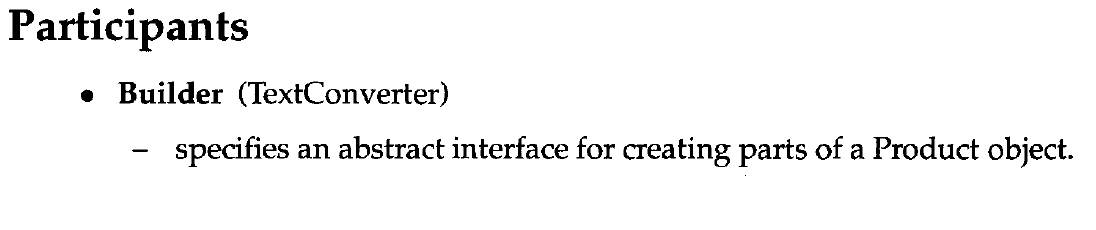 Participants
• Builder (TextConverter)
– specifies an abstract interface for creating parts of a Product object.